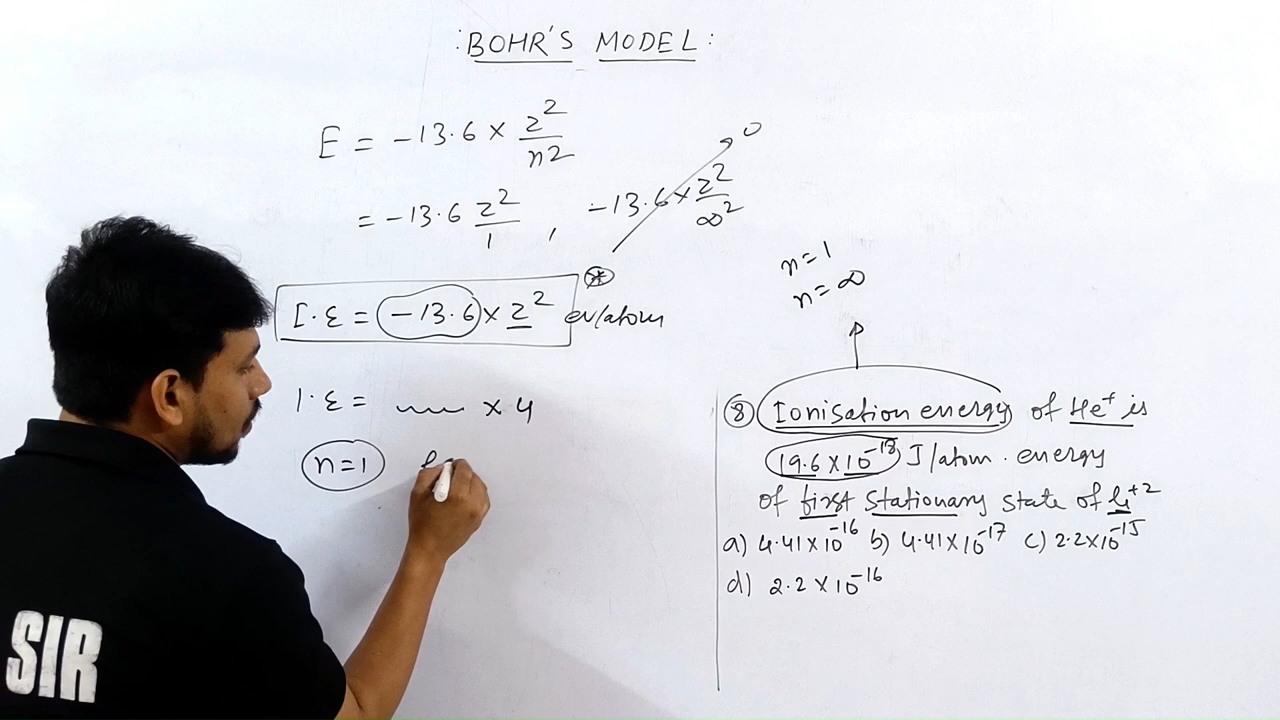 :BOHR'S MODEL:
E = -13.6 × z²/n2
= -13.6 z²/1 , -13.6 × z²/∞² 0
I.E = -13.6 × z² ev/atom
I.E = × 4
n=1
n=1
n=∞
⑧ Ionisation energy of He⁺ is
19.6 × 10⁻¹⁸ J/atom. energy
of first stationary state of Li⁺²
a) 4.41×10⁻¹⁶ b) 4.41×10⁻¹⁷ c) 2.2×10⁻¹⁵
d) 2.2 × 10⁻¹⁶
SIR